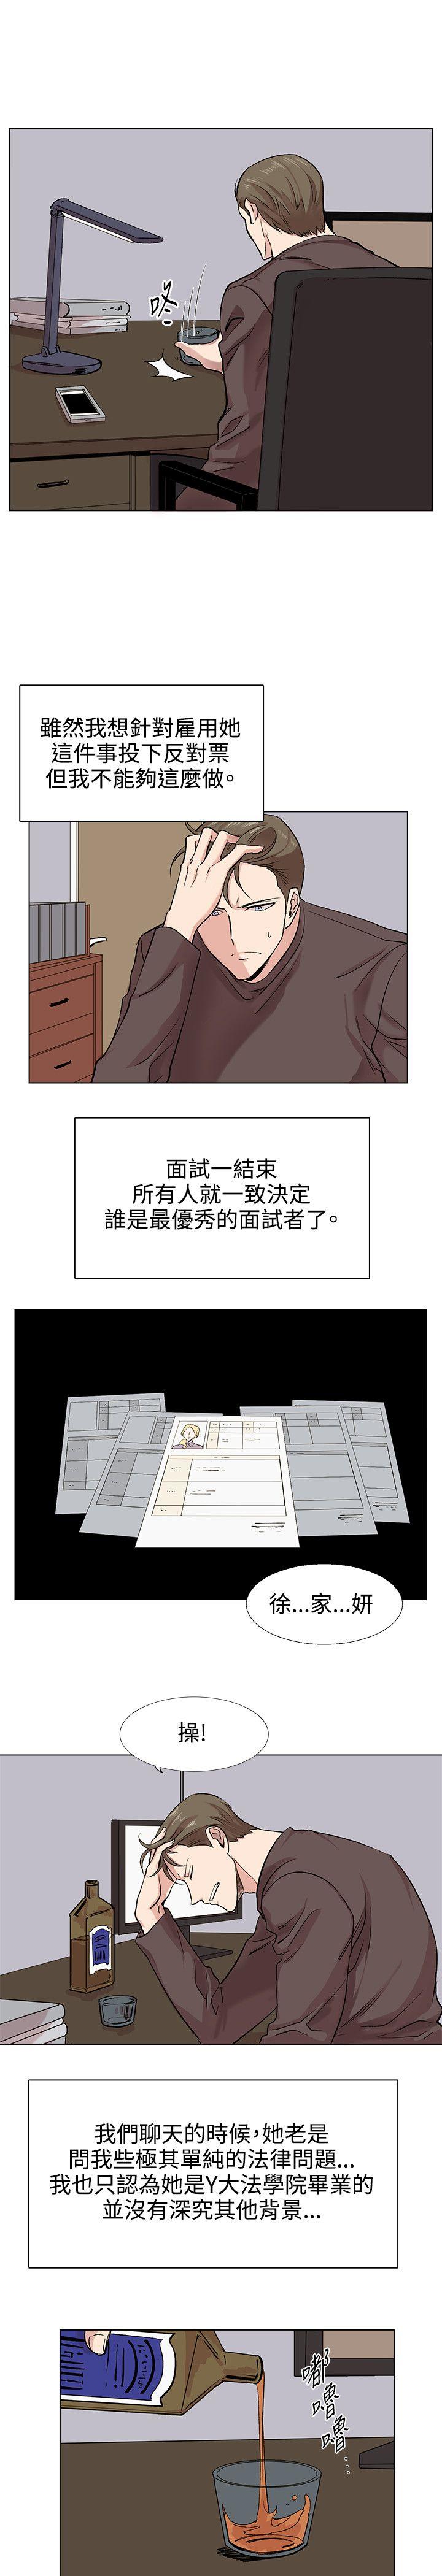 咚
雖然我想針對雇用她
這件事投下反對票
但我不能夠這麼做。
面試一結束
所有人就一致決定
誰是最優秀的面試者了。
徐...家...妍
操!
我們聊天的時候,她老是
問我些極其單純的法律問題...
我也只認為她是Y大法學院畢業的
並沒有深究其他背景...
嘟嚕嚕...